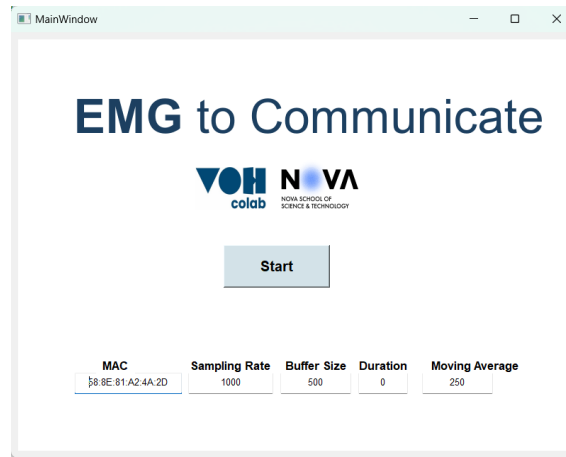 MainWindow
EMG to Communicate
VOH
colab
NOVA
NOVA SCHOOL OF
SCIENCE & TECHNOLOGY
Start
MAC Sampling Rate Buffer Size Duration Moving Average
58:8E:81:A2:4A:2D 1000 500 0 250